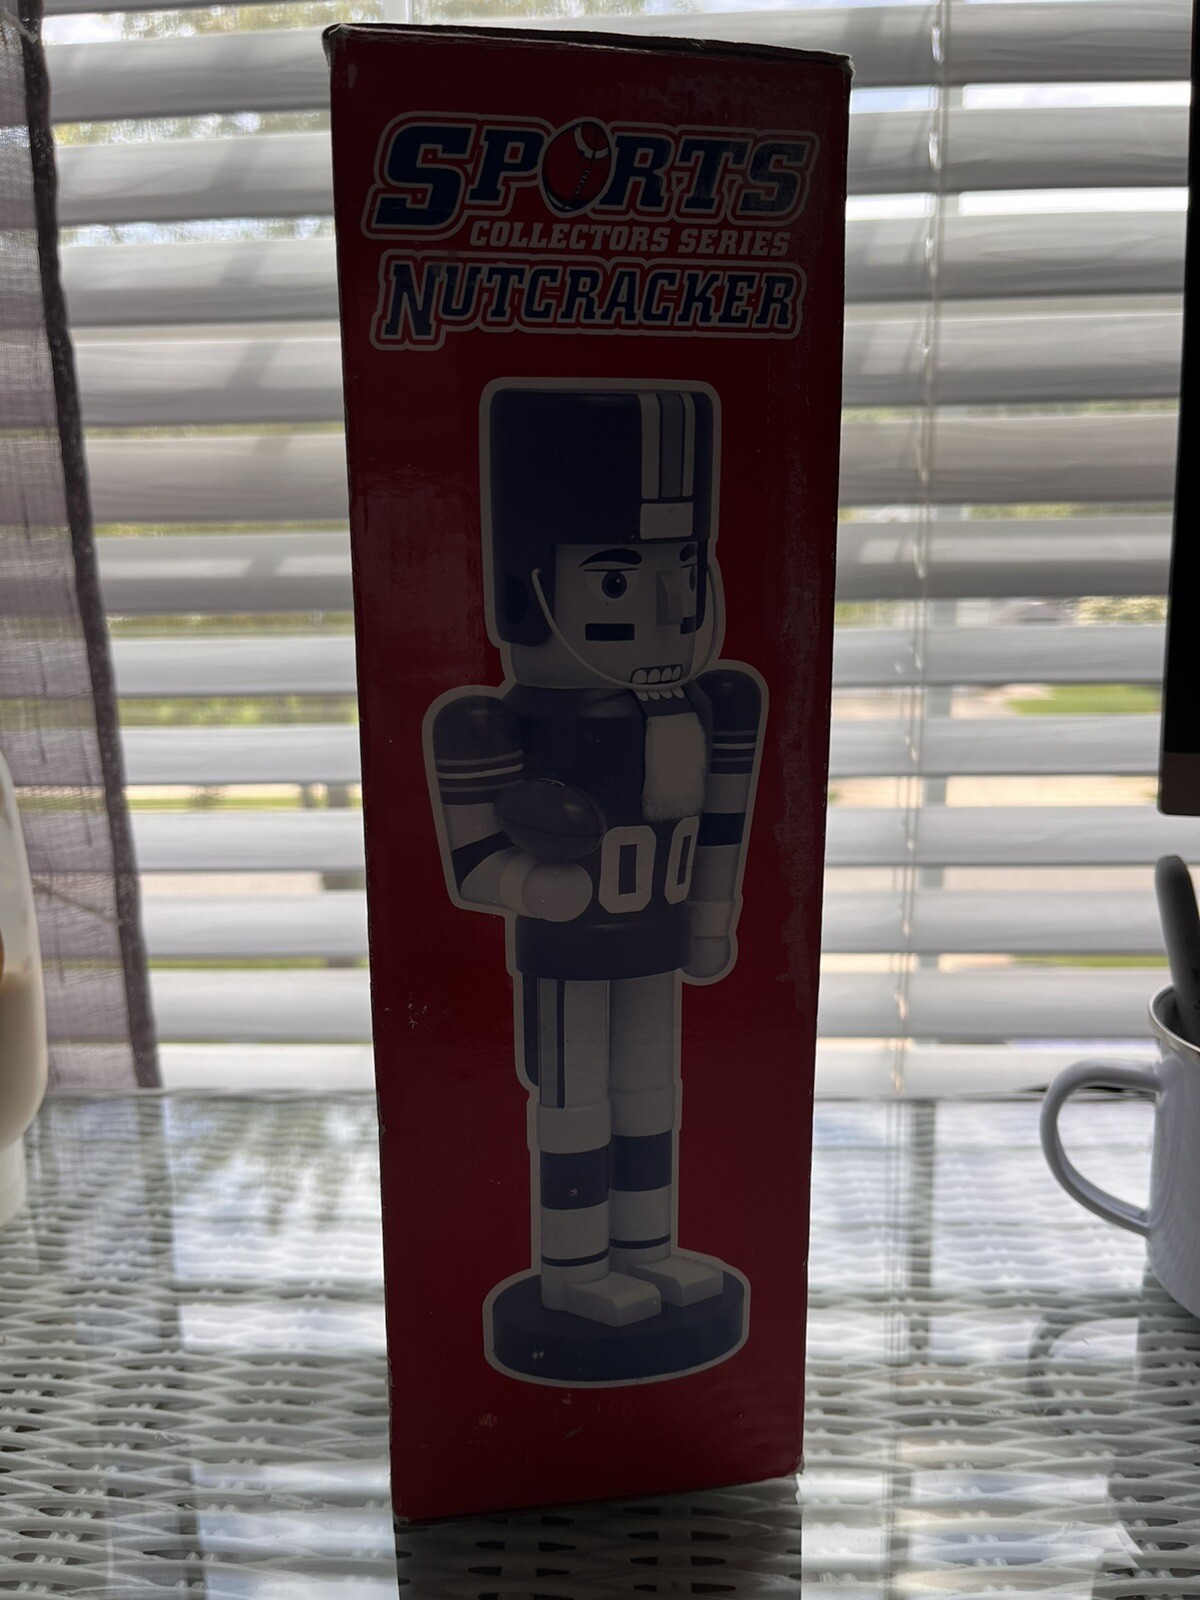 SPORTS
COLLECTORS SERIES
NUTCRACKER
00